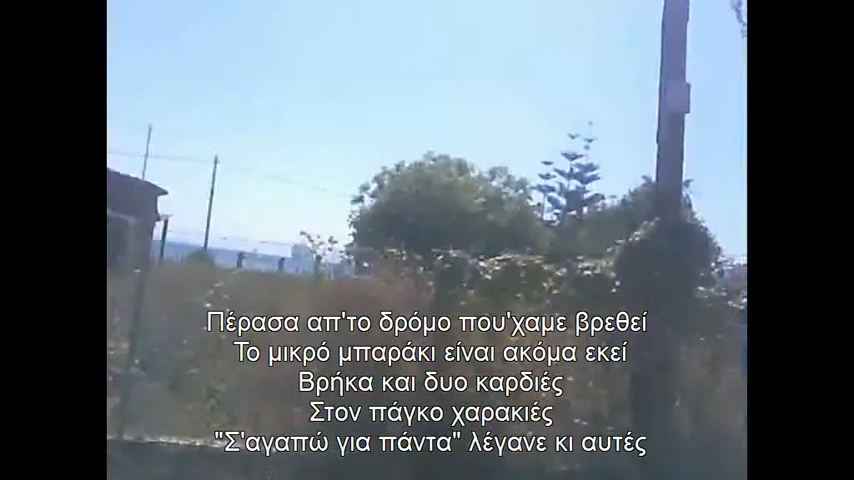 Πέρασα απ'το δρόμο που'χαμε βρεθεί
Το μικρό μπαράκι είναι ακόμα εκεί
Βρήκα και δυο καρδιές
Στον πάγκο χαρακιές
"Σ'αγαπώ για πάντα" λέγανε κι αυτές